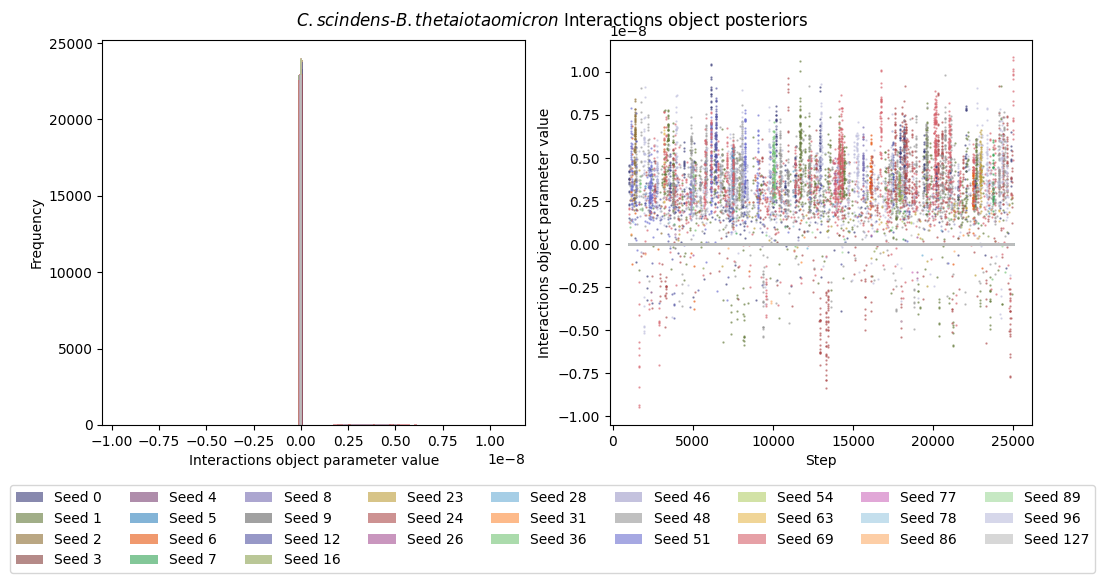 C.scindens-B.thetaiotaomicron Interactions object posteriors
25000
20000
15000
10000
5000
0
Frequency
−1.00 −0.75 −0.50 −0.25 0.00 0.25 0.50 0.75 1.00
1e−8
Interactions object parameter value
1e−8
1.00
0.75
0.50
0.25
0.00
−0.25
−0.50
−0.75
−1.00
Interactions object parameter value
0 5000 10000 15000 20000 25000
Step
Seed 0 Seed 4 Seed 8 Seed 23 Seed 28 Seed 46 Seed 54 Seed 77 Seed 89
Seed 1 Seed 5 Seed 9 Seed 24 Seed 31 Seed 48 Seed 63 Seed 78 Seed 96
Seed 2 Seed 6 Seed 12 Seed 26 Seed 36 Seed 51 Seed 69 Seed 86 Seed 127
Seed 3 Seed 7 Seed 16